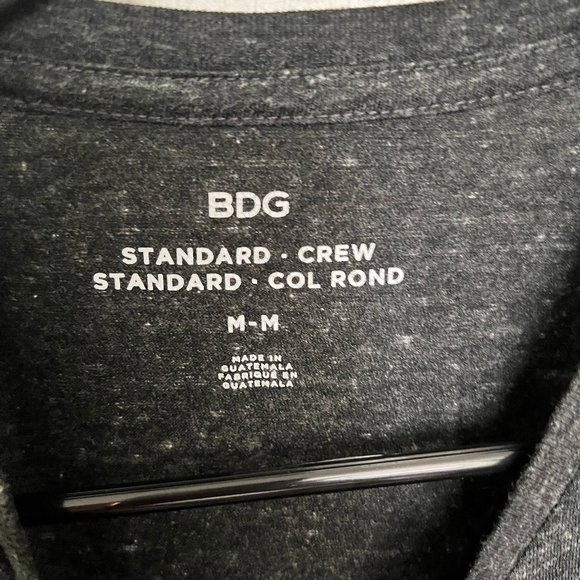 BDG
STANDARD · CREW
STANDARD · COL ROND
M-M
MADE IN
GUATEMALA
FABRIQUÉ EN
GUATEMALA